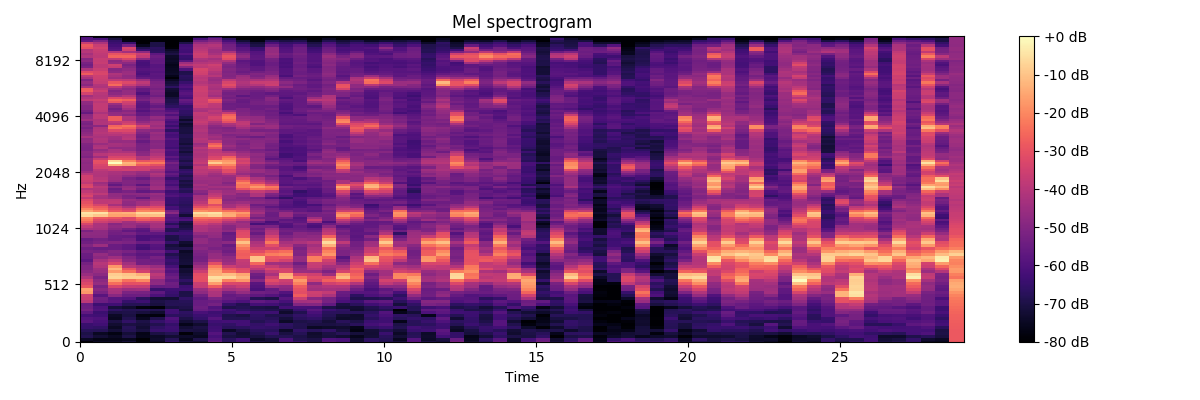 Mel spectrogram
+0 dB
8192
-10 dB
4096
-20 dB
-30 dB
2048
Hz
-40 dB
1024
-50 dB
512
-60 dB
-70 dB
0
-80 dB
0 5 10 15 20 25
Time